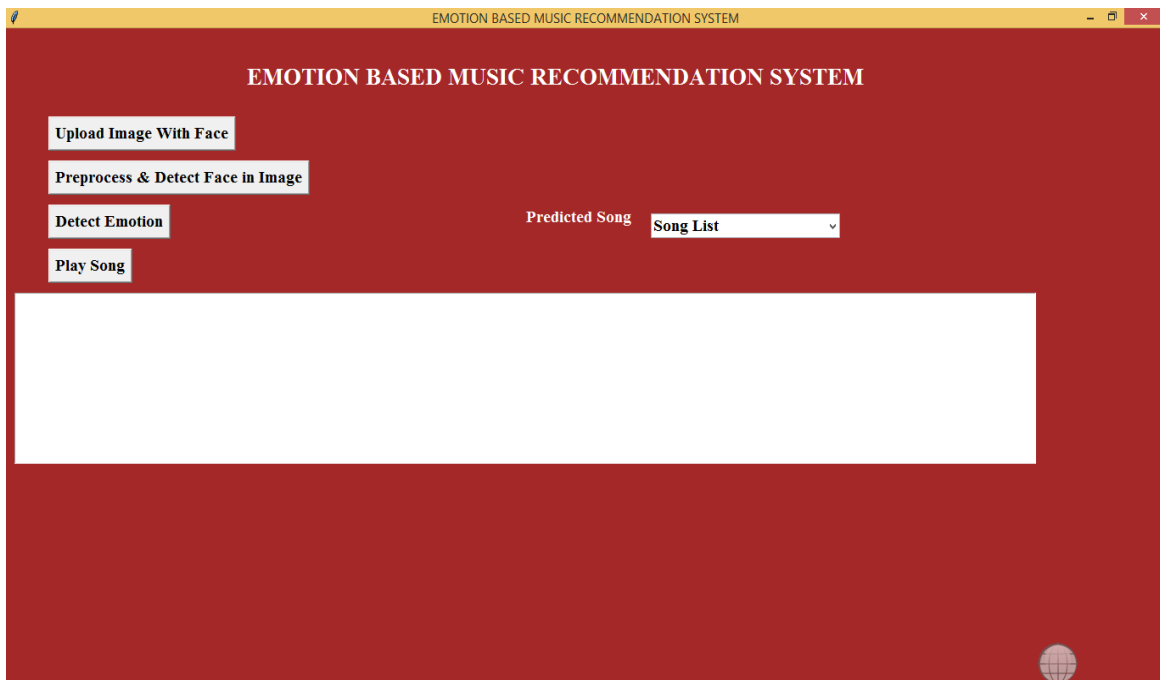 EMOTION BASED MUSIC RECOMMENDATION SYSTEM
EMOTION BASED MUSIC RECOMMENDATION SYSTEM
Upload Image With Face
Preprocess & Detect Face in Image
Detect Emotion
Predicted Song
Song List
Play Song